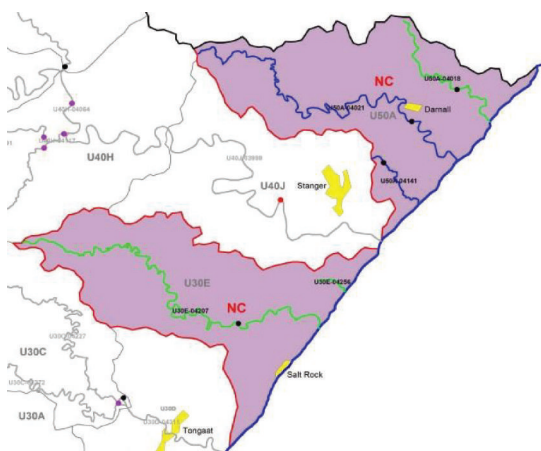 NC
U50A-04018
Darnall
U50A-04021
U50A
U40H
U50A-04141
U40J
Stanger
U30E
U30E-04256
NC
U30E-04207
U30C
Salt Rock
U30D
U30A
Tongaat